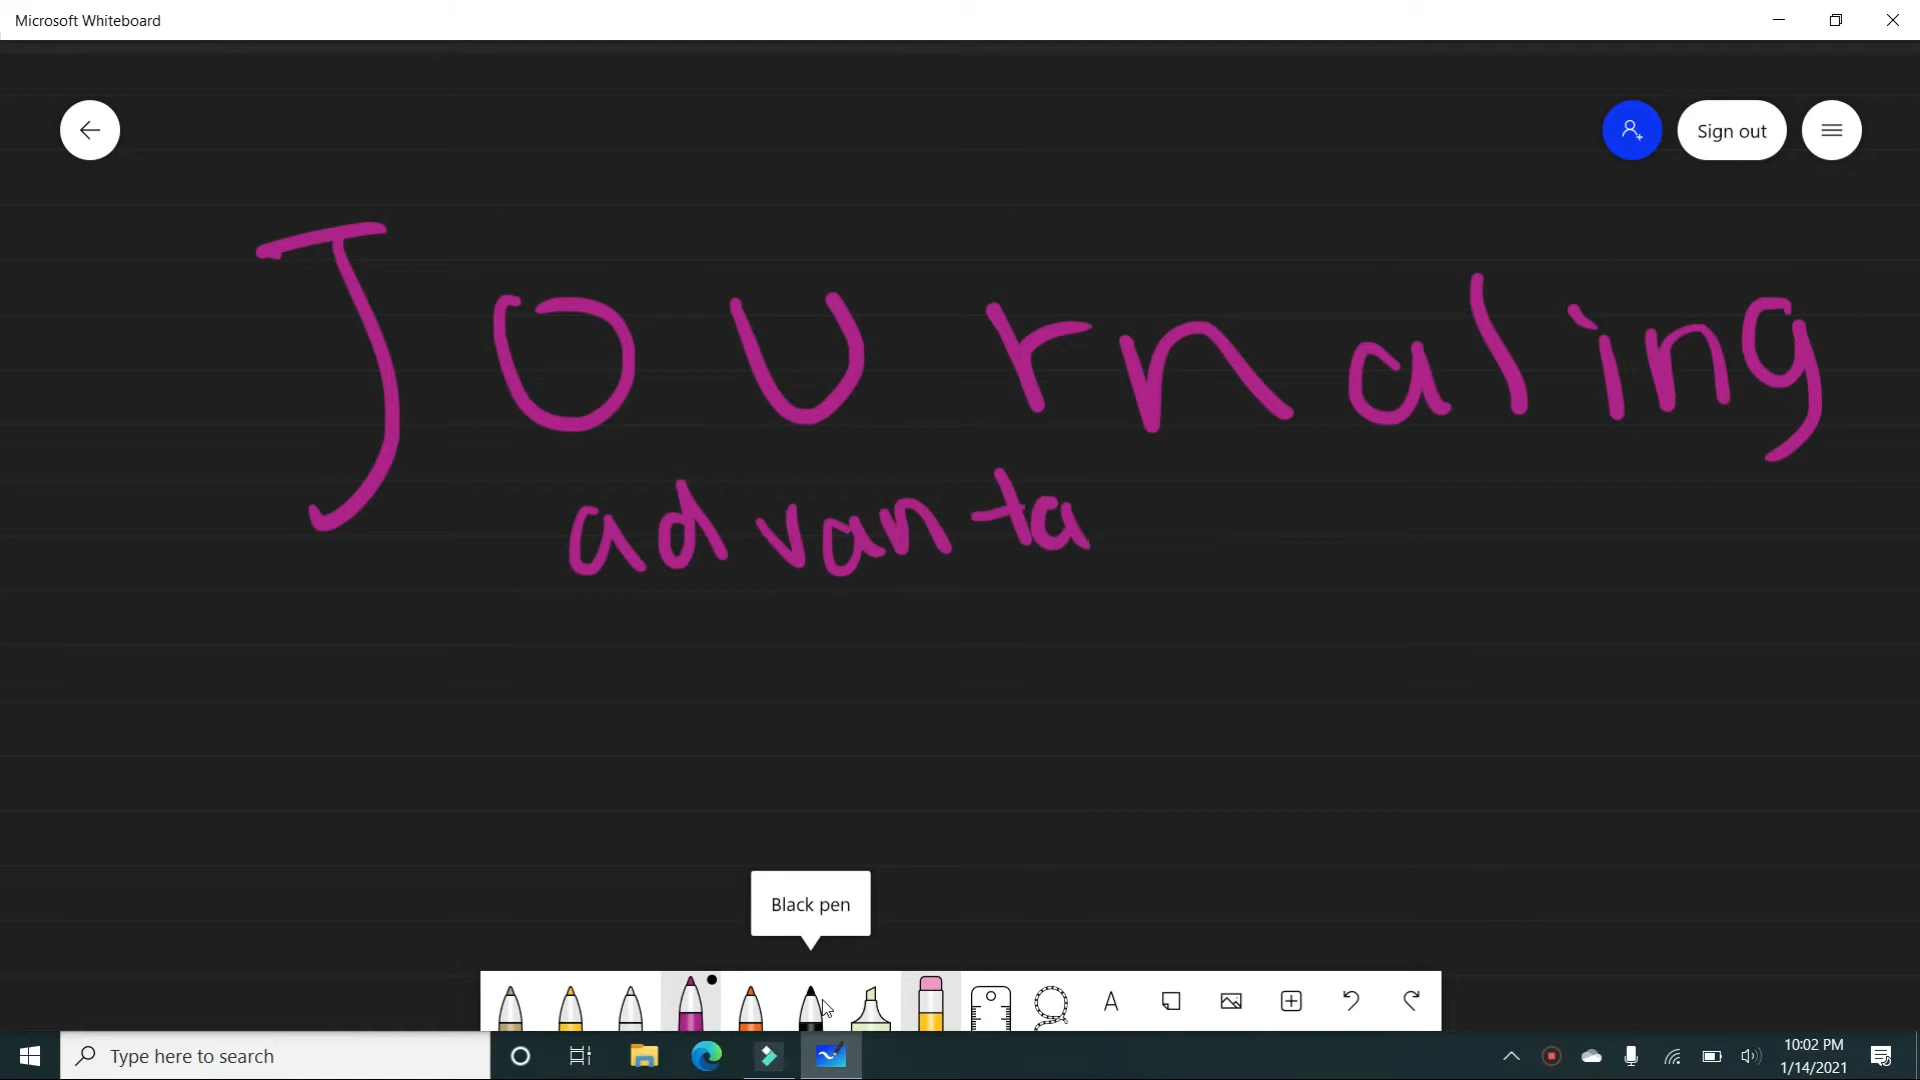 Microsoft Whiteboard
Sign out
Journaling
advanta
Black pen
A
Type here to search
10:02 PM
1/14/2021